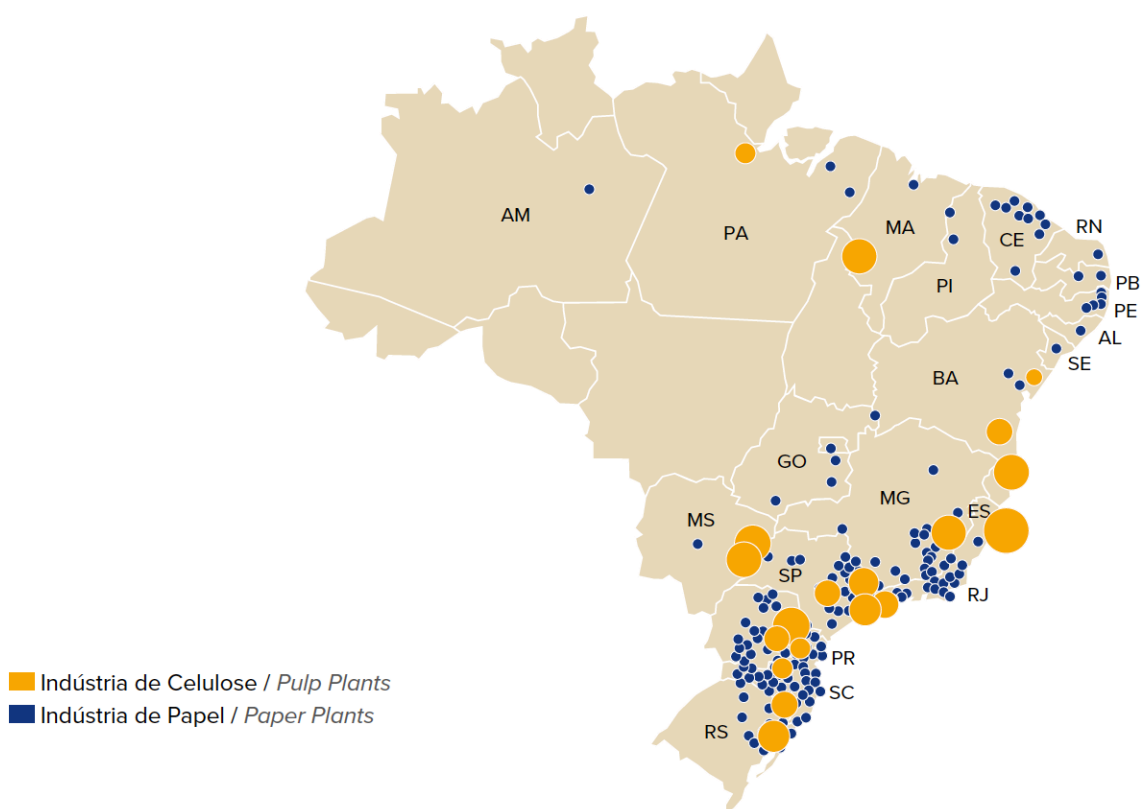 AM
PA
MA
CE
RN
PI
PB
PE
AL
SE
BA
GO
MG
ES
MS
SP
RJ
PR
SC
RS
Indústria de Celulose / Pulp Plants
Indústria de Papel / Paper Plants